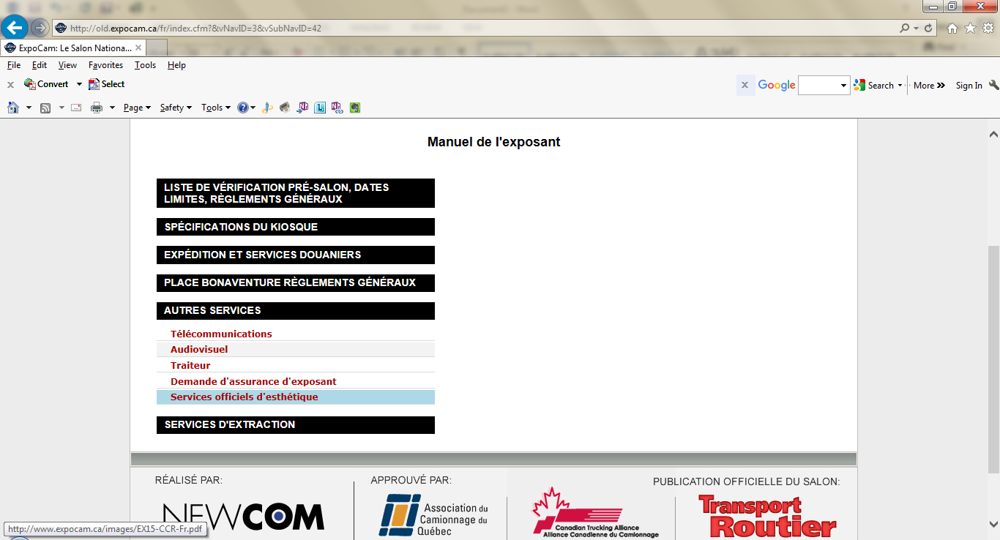 http://old.expocam.ca/fr/index.cfm?&vNavID=3&vSubNavID=42
ExpoCam: Le Salon Nationa...
File Edit View Favorites Tools Help
x Convert Select
x Google Search More » Sign In
Page Safety Tools
Manuel de l'exposant
LISTE DE VÉRIFICATION PRÉ-SALON, DATES
LIMITES, RÈGLEMENTS GÉNÉRAUX
SPÉCIFICATIONS DU KIOSQUE
EXPÉDITION ET SERVICES DOUANIERS
PLACE BONAVENTURE RÈGLEMENTS GÉNÉRAUX
AUTRES SERVICES
Télécommunications
Audiovisuel
Traiteur
Demande d'assurance d'exposant
Services officiels d'esthétique
SERVICES D'EXTRACTION
RÉALISÉ PAR:
NEWCOM
APPROUVÉ PAR:
Association du
Camionnage du
Québec
Canadian Trucking Alliance
Alliance Canadienne du Camionnage
PUBLICATION OFFICIELLE DU SALON:
Transport
Routier
http://www.expocam.ca/images/EX15-CCR-Fr.pdf